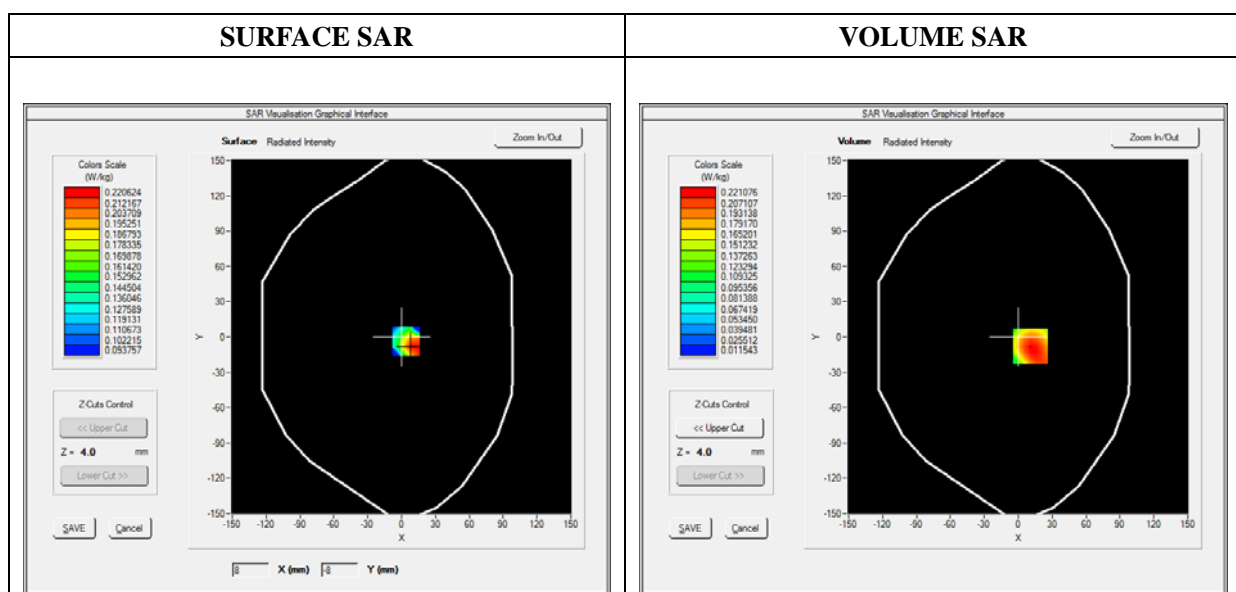 SURFACE SAR
VOLUME SAR
SAR Visualisation Graphical Interface
Surface Radiated Intensity
Zoom In/Out
Colors Scale
(W/kg)
0.220624
0.212167
0.203709
0.195251
0.186793
0.178335
0.169878
0.161420
0.152962
0.144504
0.136046
0.127589
0.119131
0.110673
0.102215
0.093757
Z-Cuts Control
<< Upper Cut
Z = 4.0 mm
Lower Cut >>
SAVE Cancel
150
120
90
60
30
Y 0
-30
-60
-90
-120
-150
-150 -120 -90 -60 -30 0 30 60 90 120 150
X
8 X (mm) -8 Y (mm)
SAR Visualisation Graphical Interface
Volume Radiated Intensity
Zoom In/Out
Colors Scale
(W/kg)
0.221076
0.207107
0.193138
0.179170
0.165201
0.151232
0.137263
0.123294
0.109325
0.095356
0.081388
0.067419
0.053450
0.039481
0.025512
0.011543
Z-Cuts Control
<< Upper Cut
Z = 4.0 mm
Lower Cut >>
SAVE Cancel
150
120
90
60
30
Y 0
-30
-60
-90
-120
-150
-150 -120 -90 -60 -30 0 30 60 90 120 150
X